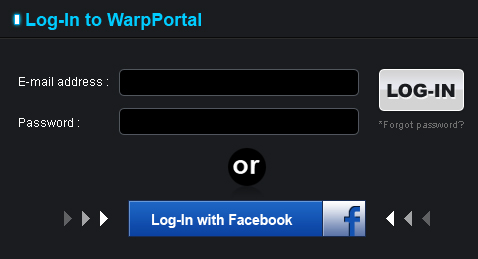 Log-In to WarpPortal
E-mail address :
LOG-IN
Password :
*Forgot password?
or
Log-In with Facebook
f